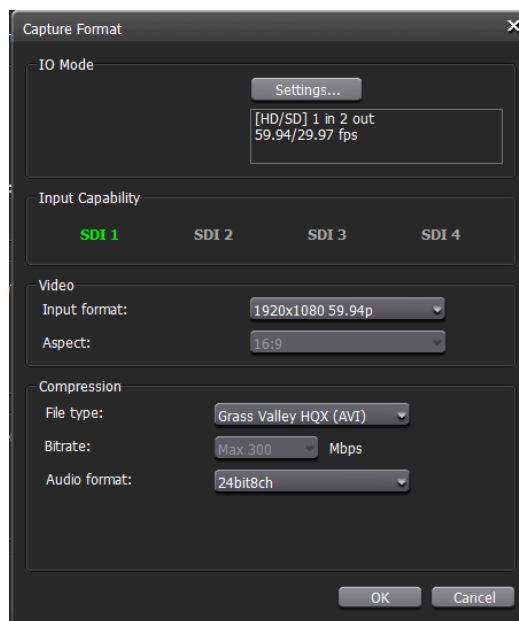 Capture Format
IO Mode
Settings...
[HD/SD] 1 in 2 out
59.94/29.97 fps
Input Capability
SDI 1 SDI 2 SDI 3 SDI 4
Video
Input format: 1920x1080 59.94p
Aspect: 16:9
Compression
File type: Grass Valley HQX (AVI)
Bitrate: Max 300 Mbps
Audio format: 24bit8ch
OK Cancel